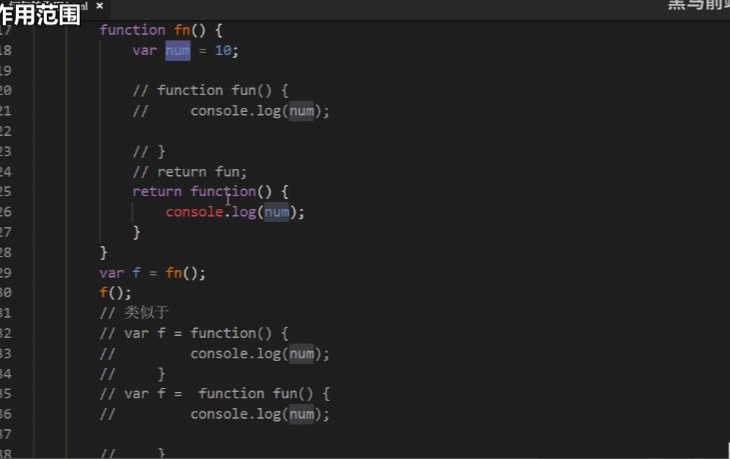 作用范围
黑马前端
17 function fn() {
18 var num = 10;
19
20 // function fun() {
21 // console.log(num);
22
23 // }
24 // return fun;
25 return function() {
26 console.log(num);
27 }
28 }
29 var f = fn();
30 f();
31 // 类似于
32 // var f = function() {
33 // console.log(num);
34 // }
35 // var f = function fun() {
36 // console.log(num);
37
38 // }